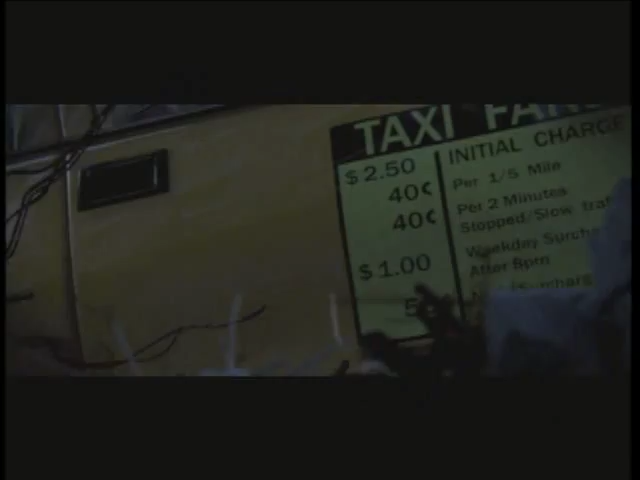 TAXI
$2.50 INITIAL CHARGE
40¢ Per 1/5 Mile
40¢ Per 2 Minutes
Stopped/Slow
$1.00 Weekday
After 8pm